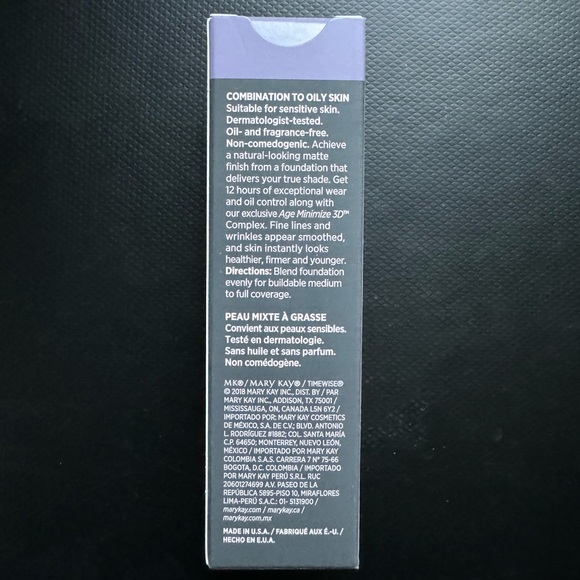 COMBINATION TO OILY SKIN
Suitable for sensitive skin.
Dermatologist-tested.
Oil- and fragrance-free.
Non-comedogenic. Achieve
a natural-looking matte
finish from a foundation that
delivers your true shade. Get
12 hours of exceptional wear
and oil control along with
our exclusive Age Minimize 3D™
Complex. Fine lines and
wrinkles appear smoothed,
and skin instantly looks
healthier, firmer and younger.
Directions: Blend foundation
evenly for buildable medium
to full coverage.
PEAU MIXTE À GRASSE
Convient aux peaux sensibles.
Testé en dermatologie.
Sans huile et sans parfum.
Non comédogène.
MK® / MARY KAY® / TIMEWISE®
© 2018 MARY KAY INC., DIST. BY / PAR
MARY KAY INC., ADDISON, TX 75001 /
MISSISSAUGA, ON, CANADA L5N 6Y2 /
IMPORTADO POR: MARY KAY COSMETICS
DE MÉXICO, S.A. DE C.V.; BLVD. ANTONIO
L. RODRÍGUEZ #1882; COL. SANTA MARÍA
C.P. 64650; MONTERREY, NUEVO LEÓN,
MÉXICO / IMPORTADO POR MARY KAY
COLOMBIA S.A.S. CARRERA 7 N° 75-66
BOGOTA, D.C. COLOMBIA / IMPORTADO
POR MARY KAY PERÚ S.R.L. RUC
20601274699 A.V. PASEO DE LA
REPÚBLICA 5895-PISO 10, MIRAFLORES
LIMA-PERÚ S.A.C.: 01- 5131900 /
marykay.com / marykay.ca /
marykay.com.mx
MADE IN U.S.A. / FABRIQUÉ AUX É.-U. /
HECHO EN E.U.A.